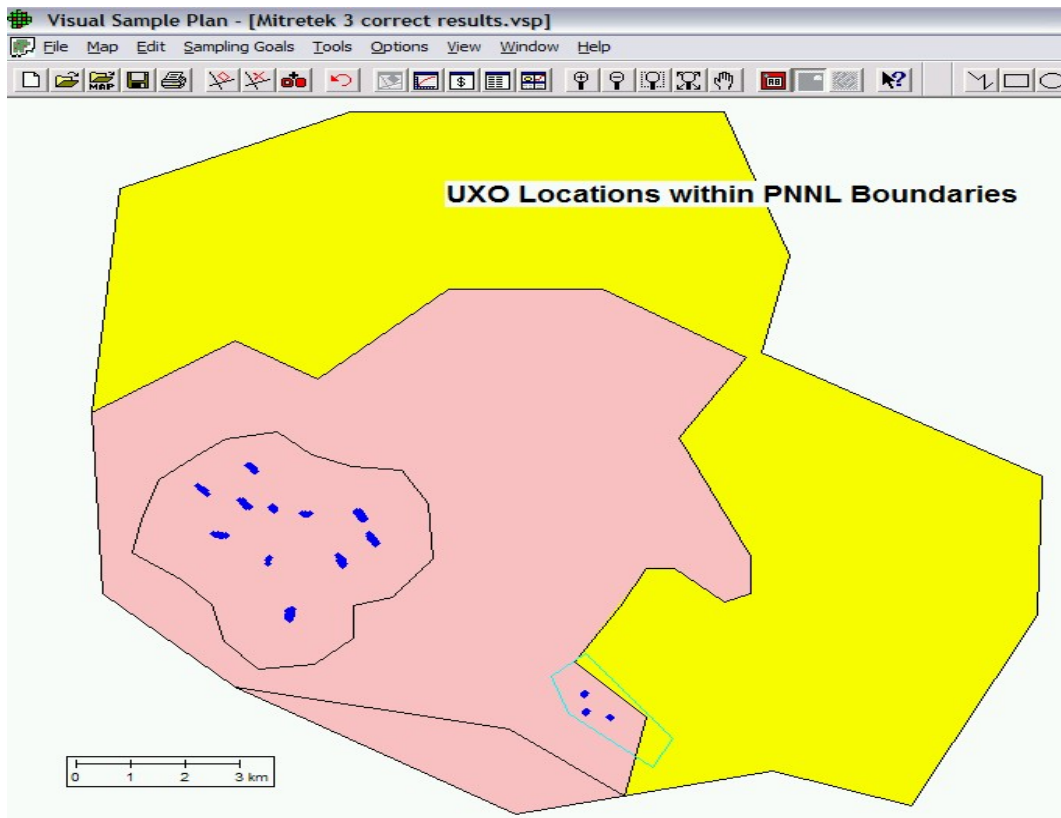 Visual Sample Plan - [Mitretek 3 correct results.vsp]
File Map Edit Sampling Goals Tools Options View Window Help
MAP $ ?
UXO Locations within PNNL Boundaries
0 1 2 3 km